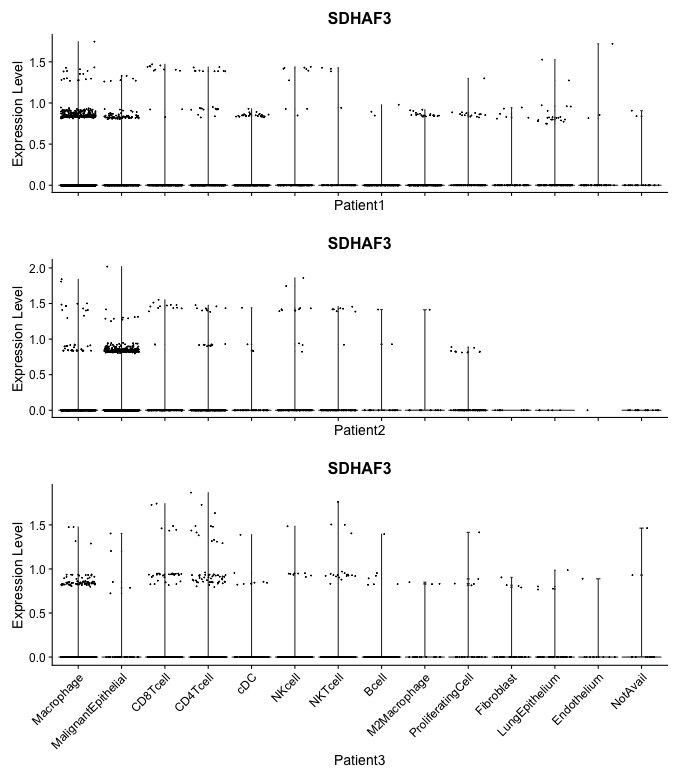 SDHAF3
Expression Level
1.5
1.0
0.5
0.0
Patient1
SDHAF3
Expression Level
2.0
1.5
1.0
0.5
0.0
Patient2
SDHAF3
Expression Level
1.5
1.0
0.5
0.0
Macrophage
MalignantEpithelial
CD8Tcell
CD4Tcell
cDC
NKcell
NKTcell
Bcell
M2Macrophage
ProliferatingCell
Fibroblast
LungEpithelium
Endothelium
NotAvail
Patient3